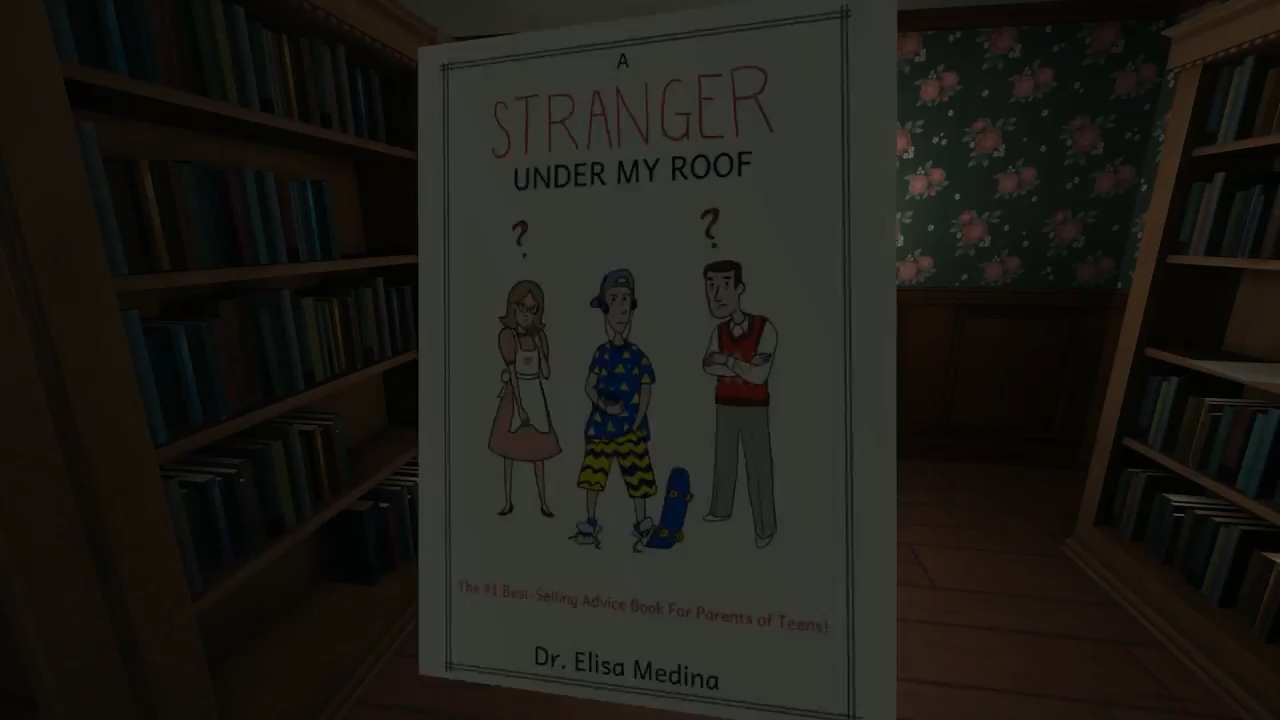 A
STRANGER
UNDER MY ROOF
? ?
The #1 Best-Selling Advice Book For Parents of Teens!
Dr. Elisa Medina